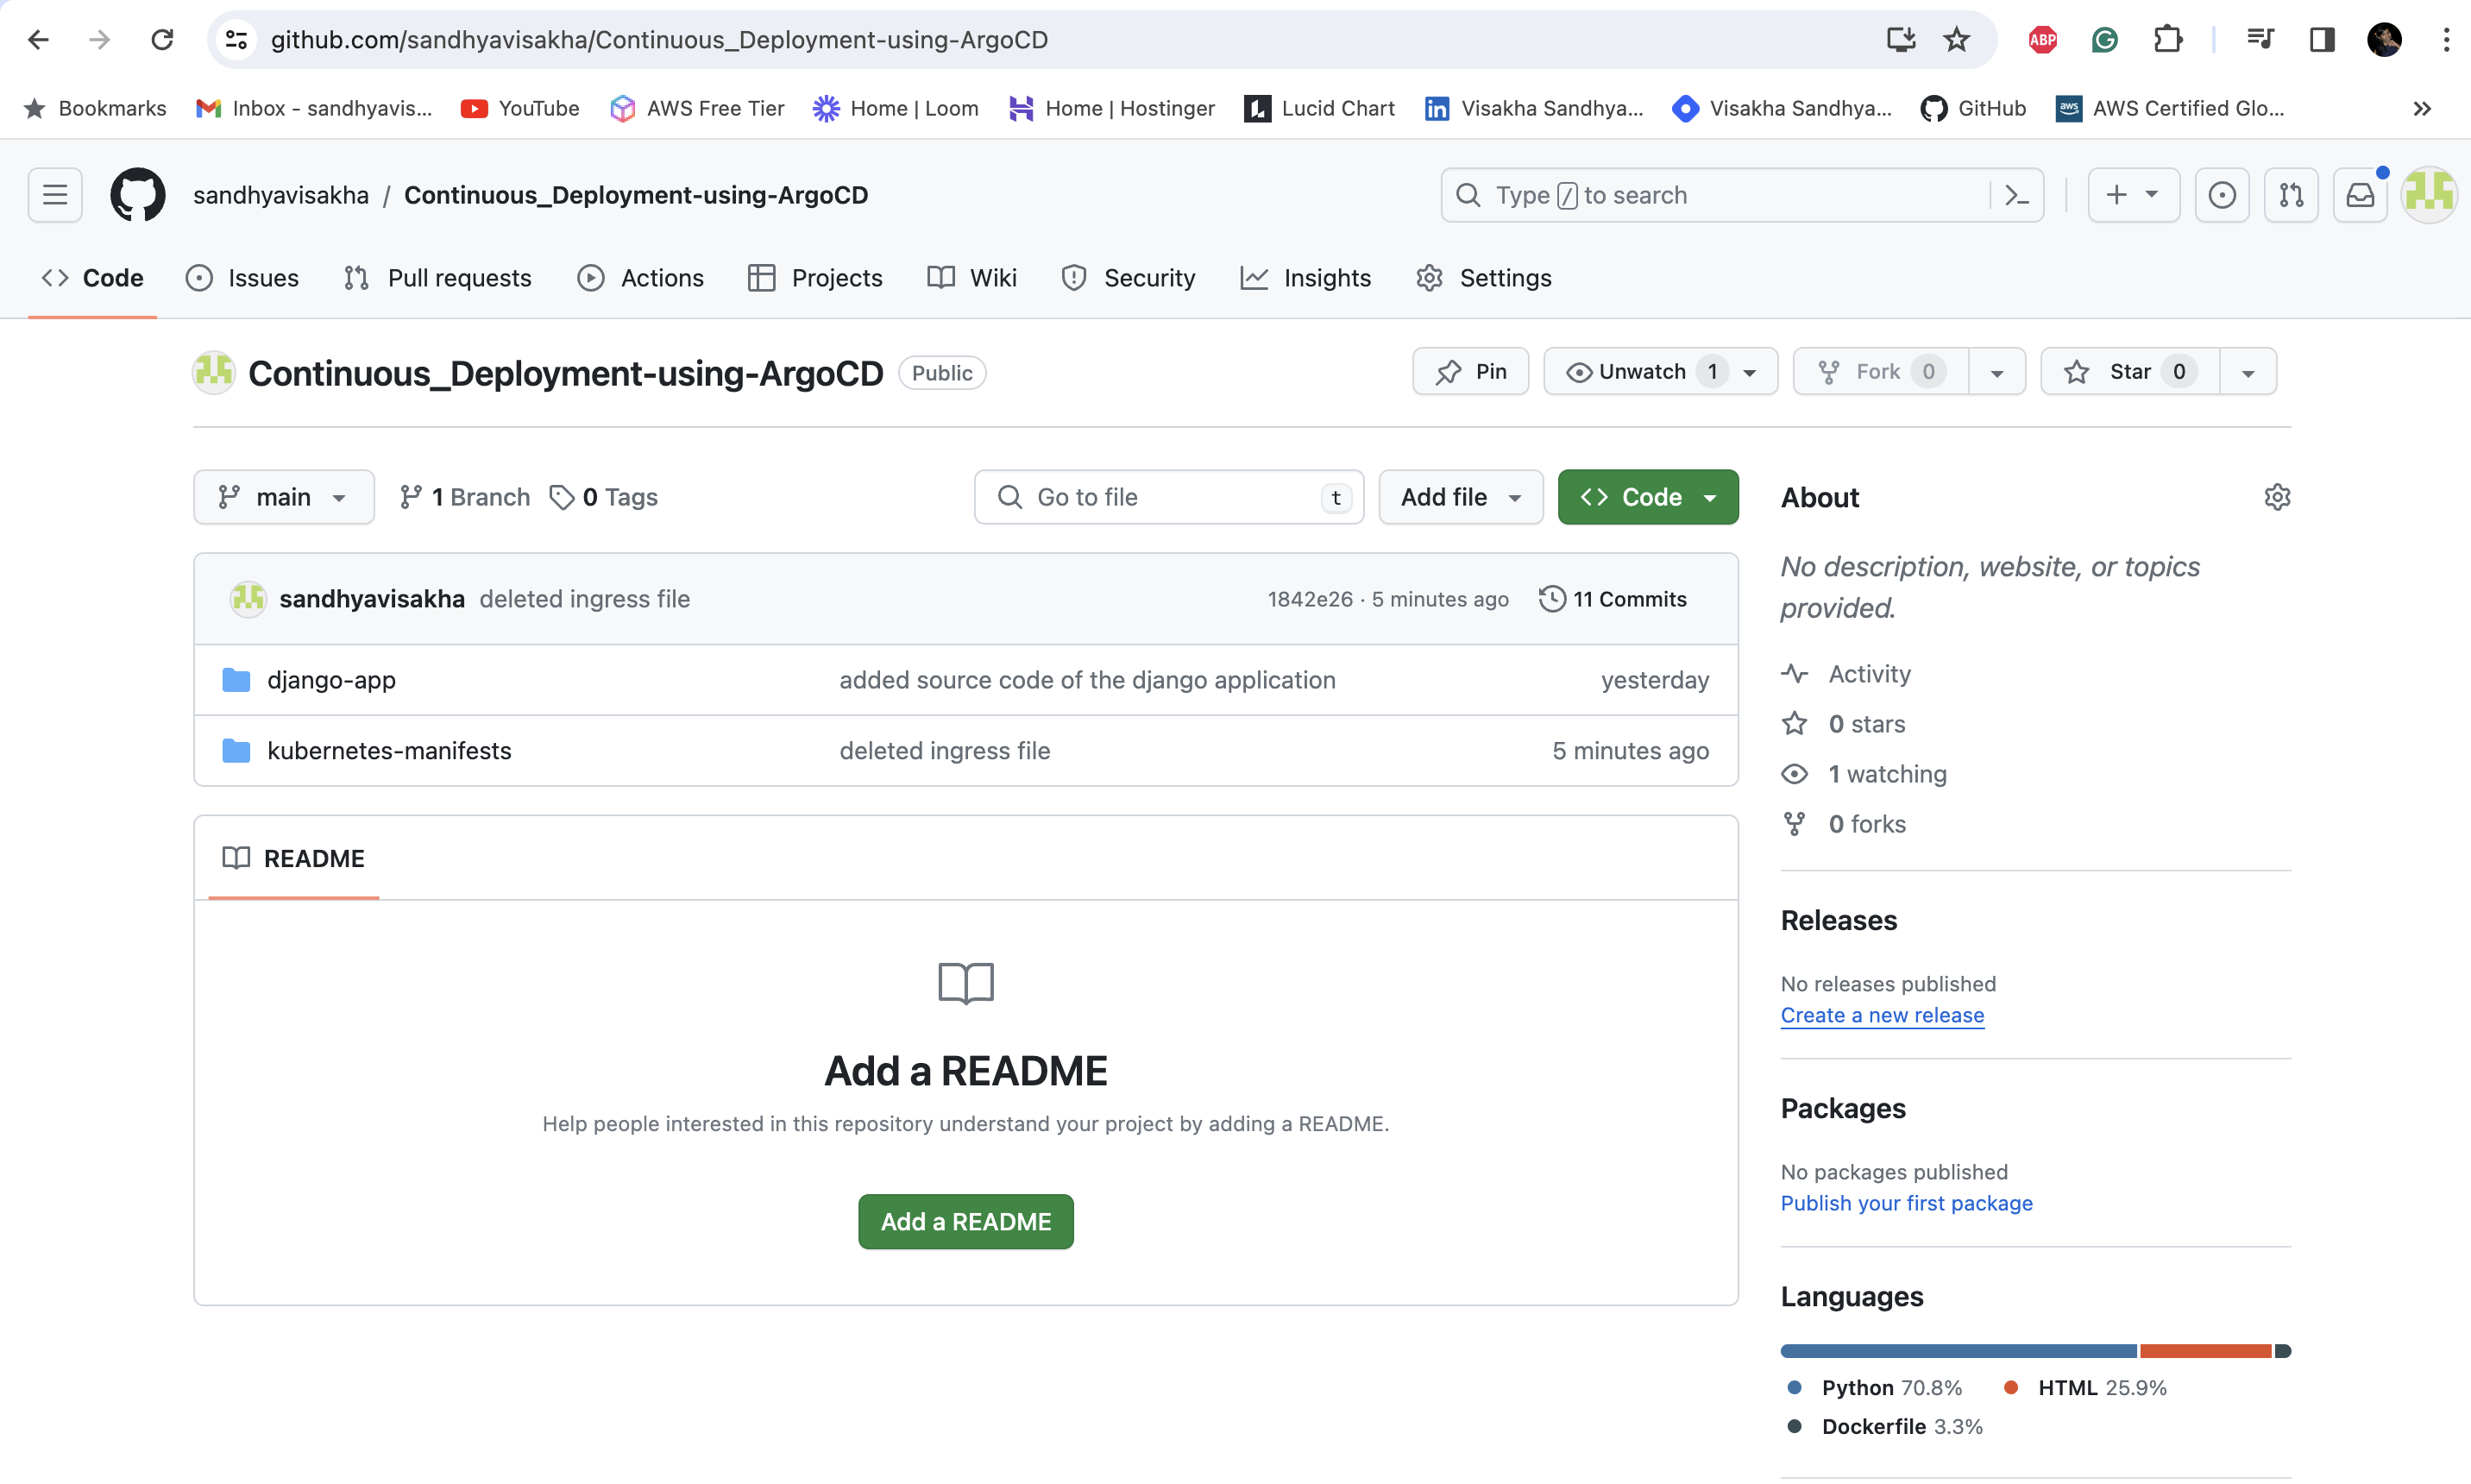 github.com/sandhyavisakha/Continuous_Deployment-using-ArgoCD
ABP
Bookmarks Inbox - sandhyavis... YouTube AWS Free Tier Home | Loom Home | Hostinger Lucid Chart Visakha Sandhya... Visakha Sandhya... GitHub aws AWS Certified Glo... »
sandhyavisakha / Continuous_Deployment-using-ArgoCD Type / to search
Code Issues Pull requests Actions Projects Wiki Security Insights Settings
Continuous_Deployment-using-ArgoCD Public Pin Unwatch 1 Fork 0 Star 0
main 1 Branch 0 Tags Go to file t Add file Code
sandhyavisakha deleted ingress file 1842e26 · 5 minutes ago 11 Commits
django-app added source code of the django application yesterday
kubernetes-manifests deleted ingress file 5 minutes ago
README
Add a README
Help people interested in this repository understand your project by adding a README.
Add a README
About
No description, website, or topics
provided.
Activity
0 stars
1 watching
0 forks
Releases
No releases published
Create a new release
Packages
No packages published
Publish your first package
Languages
Python 70.8% HTML 25.9%
Dockerfile 3.3%